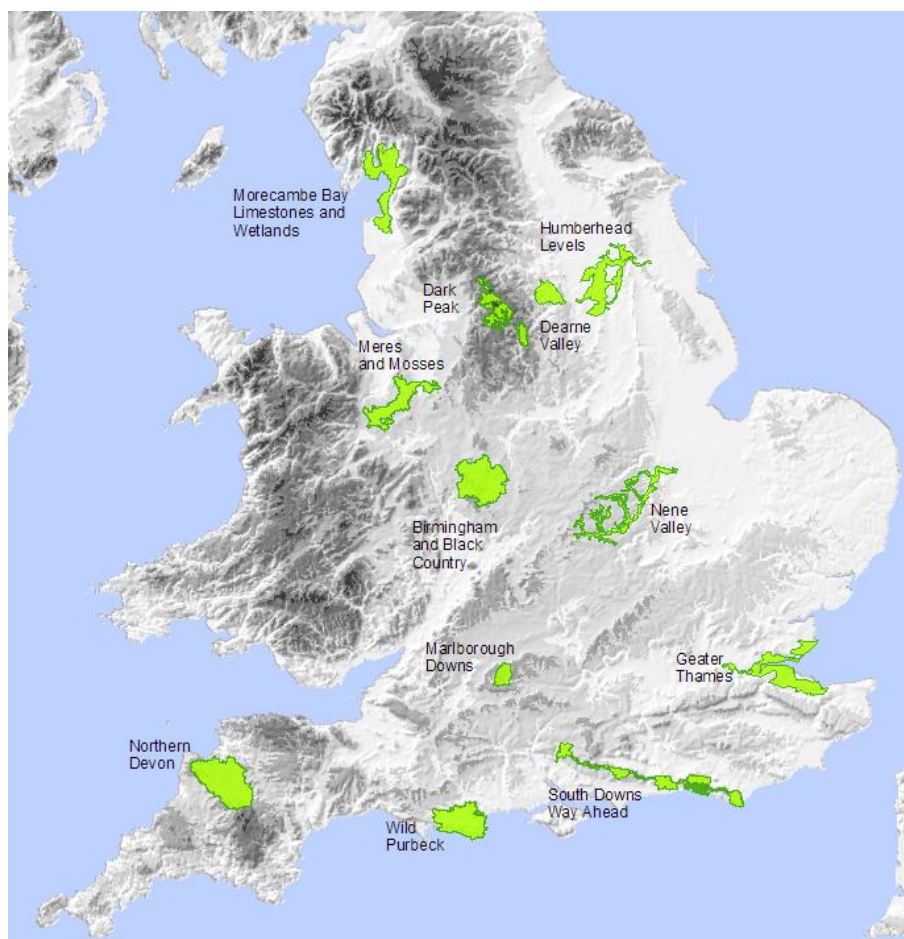 Morecambe Bay
Limestones and
Wetlands
Humberhead
Levels
Dark
Peak
Dearne
Valley
Meres
and Mosses
Birmingham
and Black
Country
Nene
Valley
Marlborough
Downs
Geater
Thames
Northern
Devon
South Downs
Way Ahead
Wild
Purbeck